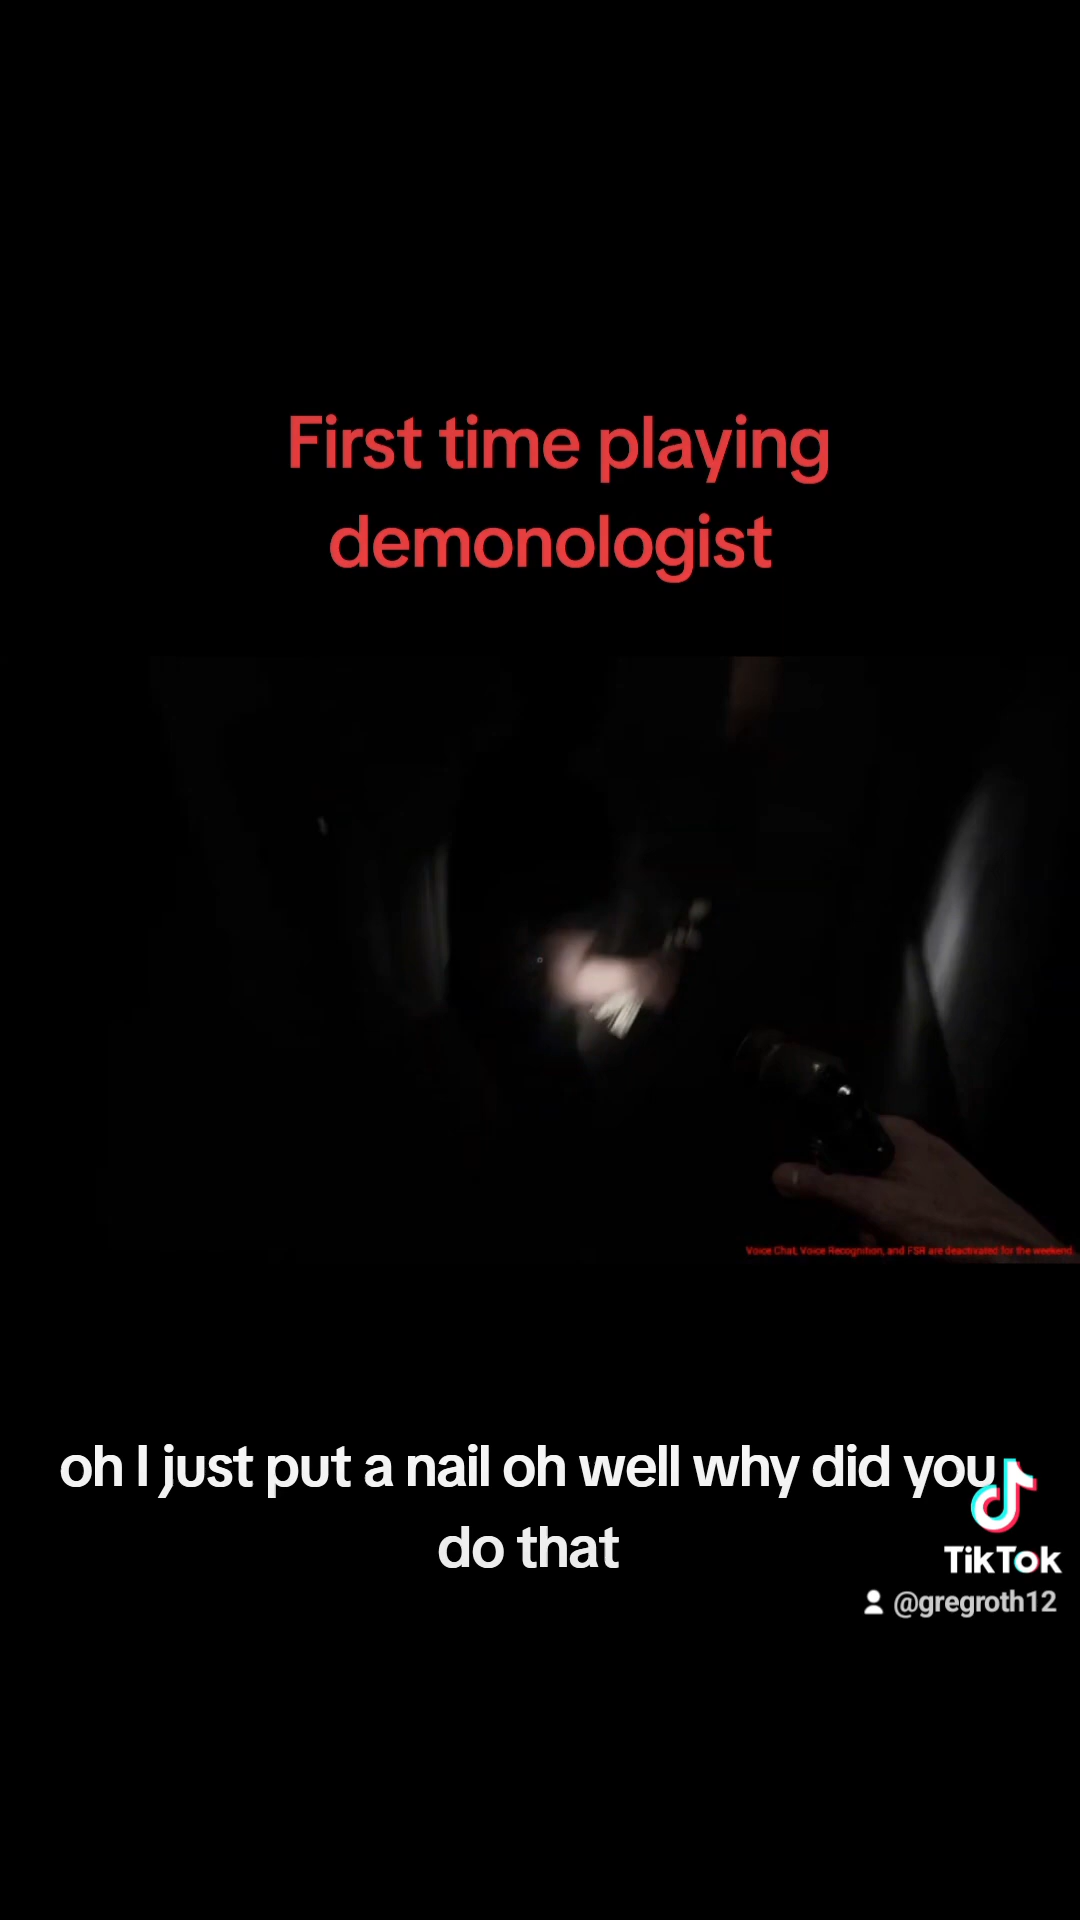 First time playing
demonologist
Voice Chat, Voice Recognition, and FSR are deactivated for the weekend
oh I just put a nail oh well why did you
do that
TikTok
@gregroth12